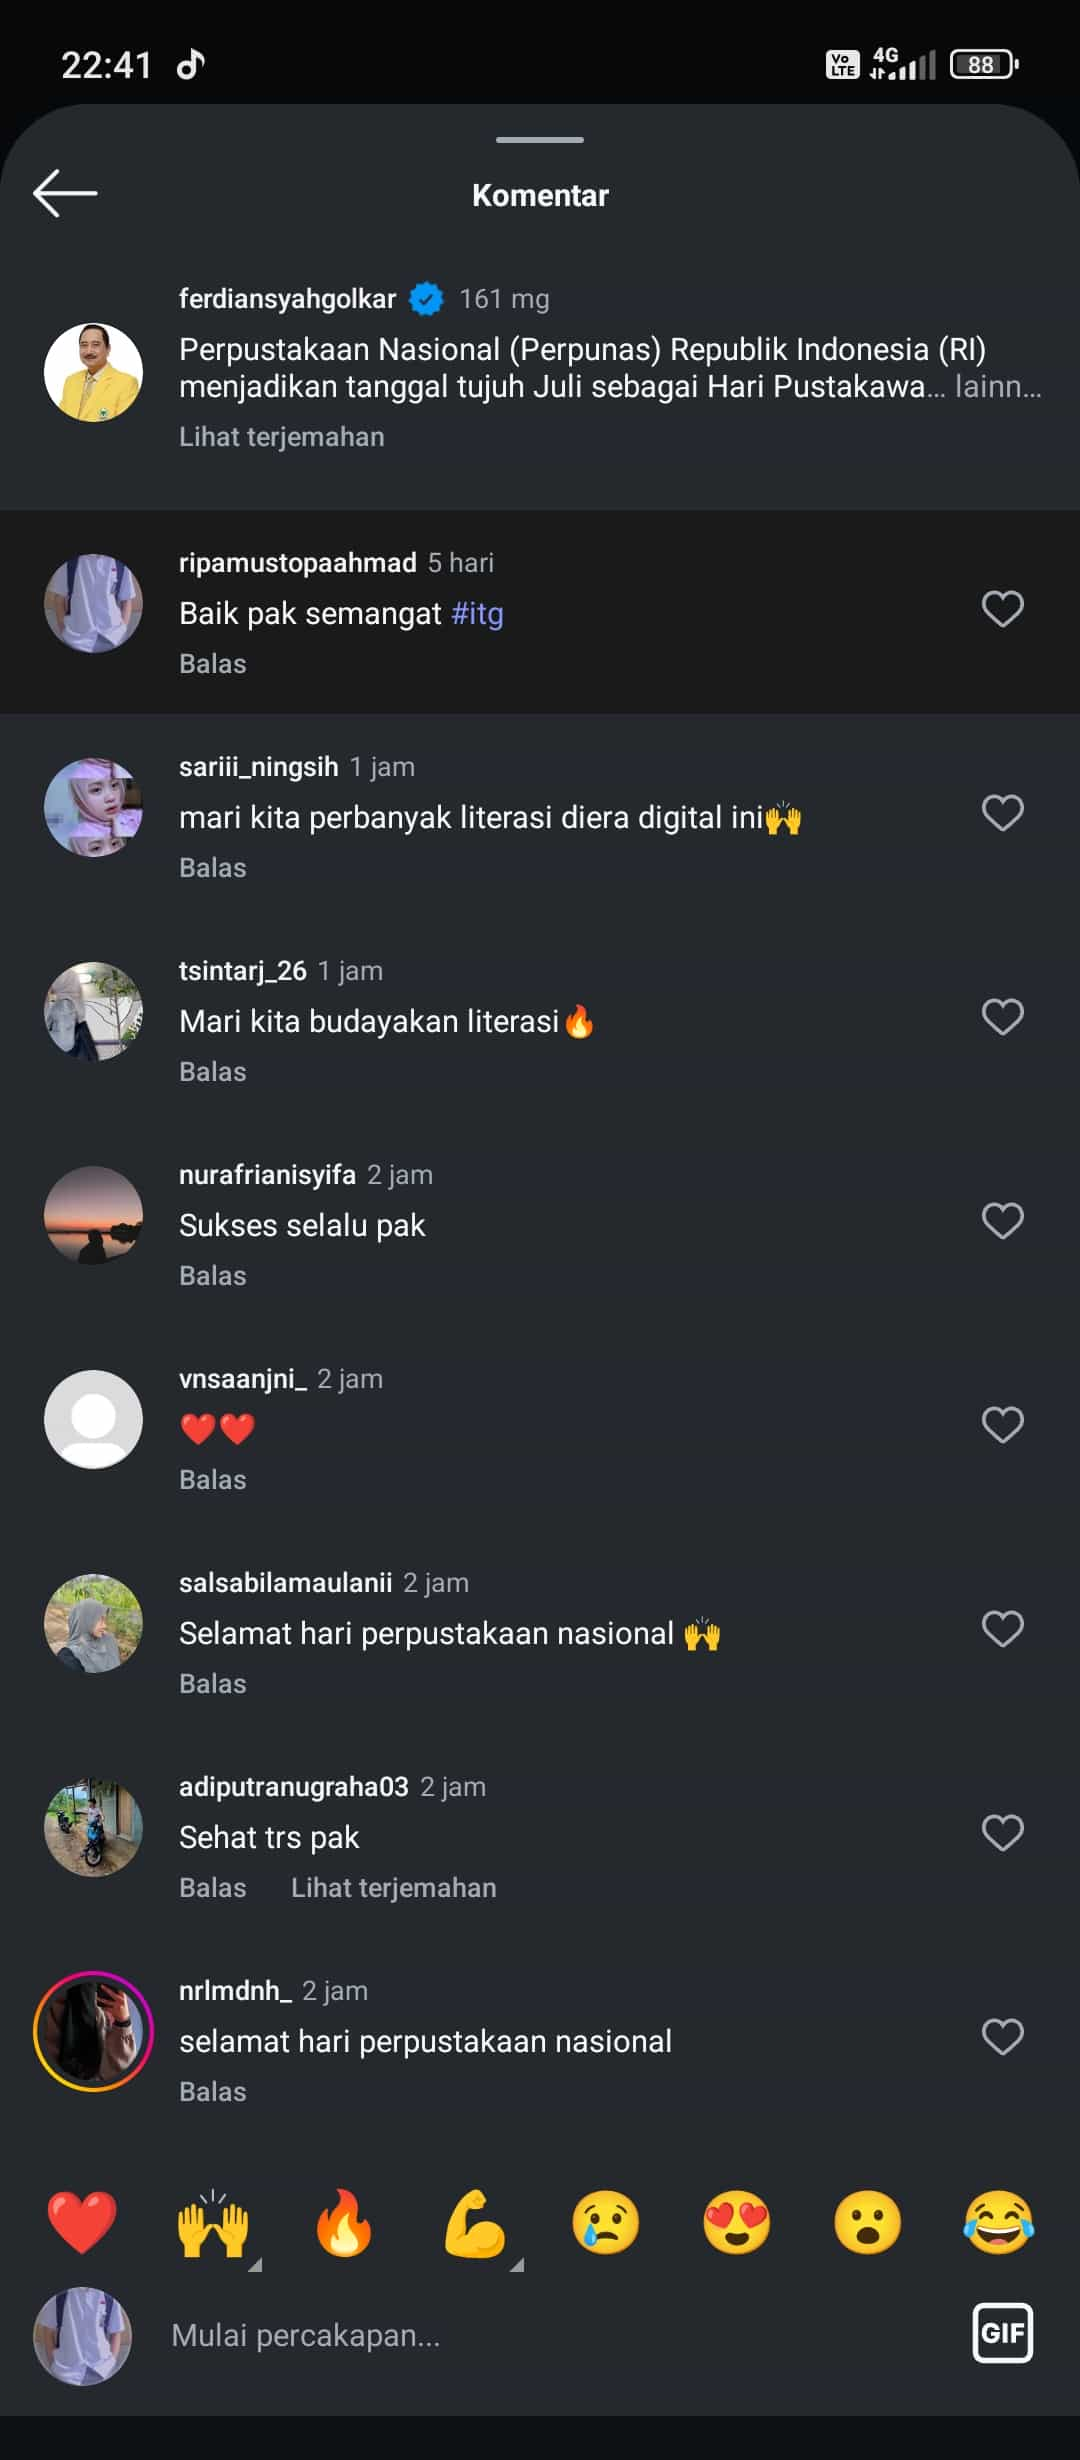 22:41
Vo LTE 4G 88
Komentar
ferdiansyahgolkar 161 mg
Perpustakaan Nasional (Perpunas) Republik Indonesia (RI)
menjadikan tanggal tujuh Juli sebagai Hari Pustakawa... lainn...
Lihat terjemahan
ripamustopaahmad 5 hari
Baik pak semangat #itg
Balas
sariii_ningsih 1 jam
mari kita perbanyak literasi diera digital ini🙌
Balas
tsintarj_26 1 jam
Mari kita budayakan literasi🔥
Balas
nurafrianisyifa 2 jam
Sukses selalu pak
Balas
vnsaanjni_ 2 jam
❤️❤️
Balas
salsabilamaulanii 2 jam
Selamat hari perpustakaan nasional 🙌
Balas
adiputranugraha03 2 jam
Sehat trs pak
Balas Lihat terjemahan
nrlmdnh_ 2 jam
selamat hari perpustakaan nasional
Balas
❤️ 🙌 🔥 💪 😢 😍 😮 😂
Mulai percakapan... GIF